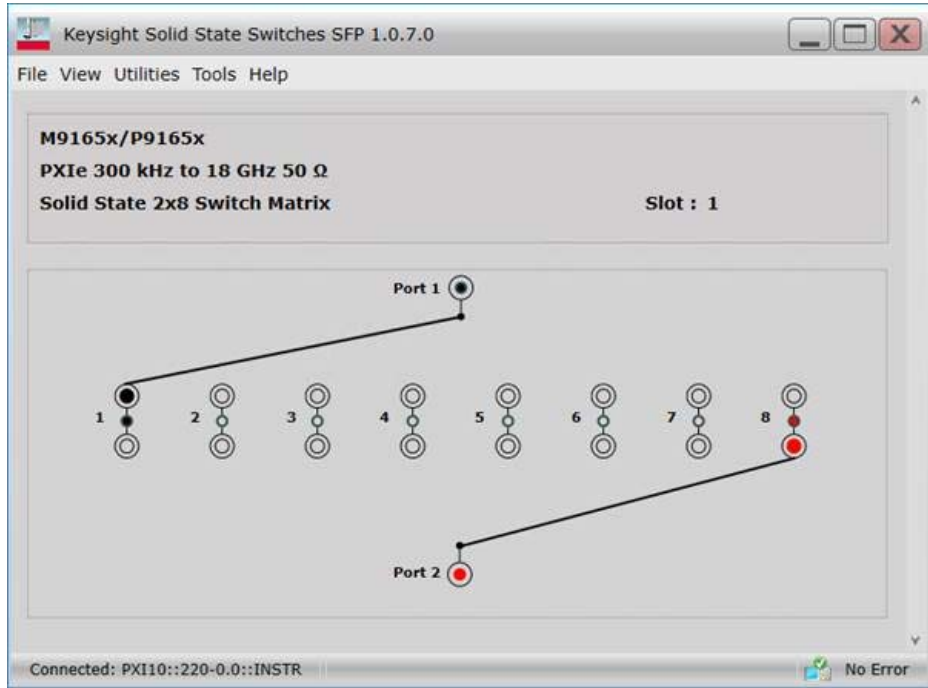 Keysight Solid State Switches SFP 1.0.7.0
File View Utilities Tools Help
M9165x/P9165x
PXIe 300 kHz to 18 GHz 50 Ω
Solid State 2x8 Switch Matrix Slot : 1
Port 1
1 2 3 4 5 6 7 8
Port 2
Connected: PXI10::220-0.0::INSTR No Error